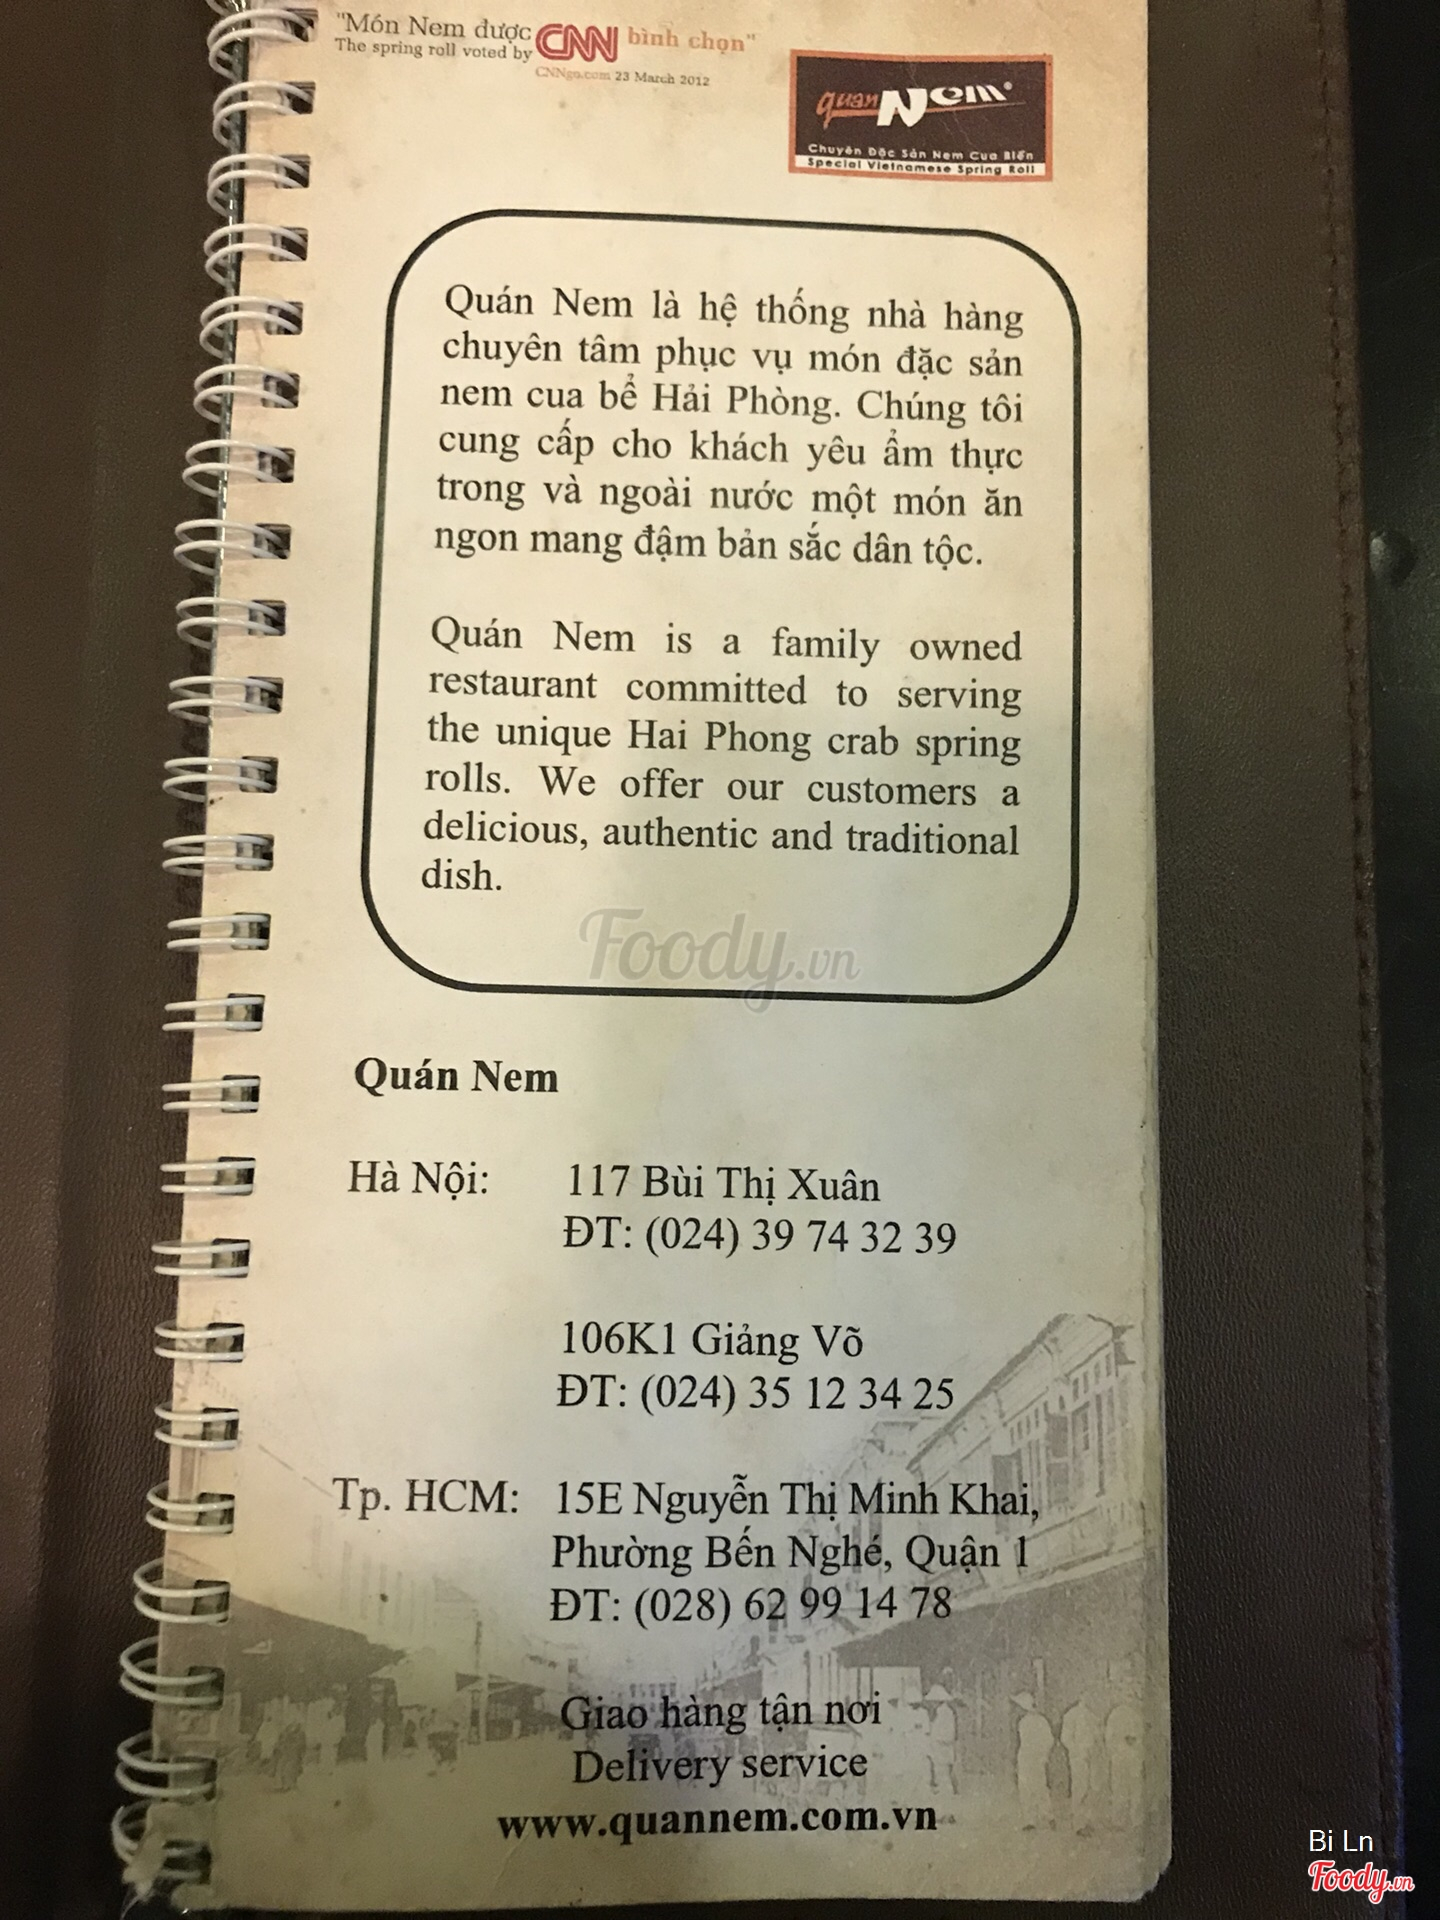 "Món Nem được CNN bình chọn"
The spring roll voted by
CNNgo.com 23 March 2012
quán Nem®
Chuyên Đặc Sản Nem Cua Biển
Special Vietnamese Spring Roll
Quán Nem là hệ thống nhà hàng
chuyên tâm phục vụ món đặc sản
nem cua bể Hải Phòng. Chúng tôi
cung cấp cho khách yêu ẩm thực
trong và ngoài nước một món ăn
ngon mang đậm bản sắc dân tộc.
Quán Nem is a family owned
restaurant committed to serving
the unique Hai Phong crab spring
rolls. We offer our customers a
delicious, authentic and traditional
dish.
Foody.vn
Quán Nem
Hà Nội: 117 Bùi Thị Xuân
ĐT: (024) 39 74 32 39
106K1 Giảng Võ
ĐT: (024) 35 12 34 25
Tp. HCM: 15E Nguyễn Thị Minh Khai,
Phường Bến Nghé, Quận 1
ĐT: (028) 62 99 14 78
Giao hàng tận nơi
Delivery service
www.quannem.com.vn
Bi Ln
Foody.vn